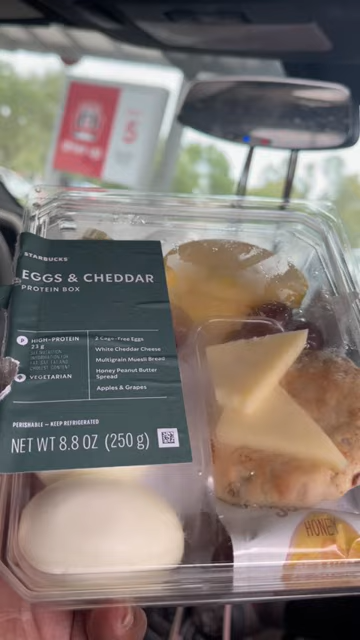 STARBUCKS
EGGS & CHEDDAR
PROTEIN BOX
P HIGH-PROTEIN
V VEGETARIAN
2 Cage-Free Eggs
White Cheddar Cheese
Multigrain Muesli Bread
Honey Peanut Butter
Spread
Apples & Grapes
PERISHABLE — KEEP REFRIGERATED
NET WT 8.8 OZ (250 g)
HONEY
5